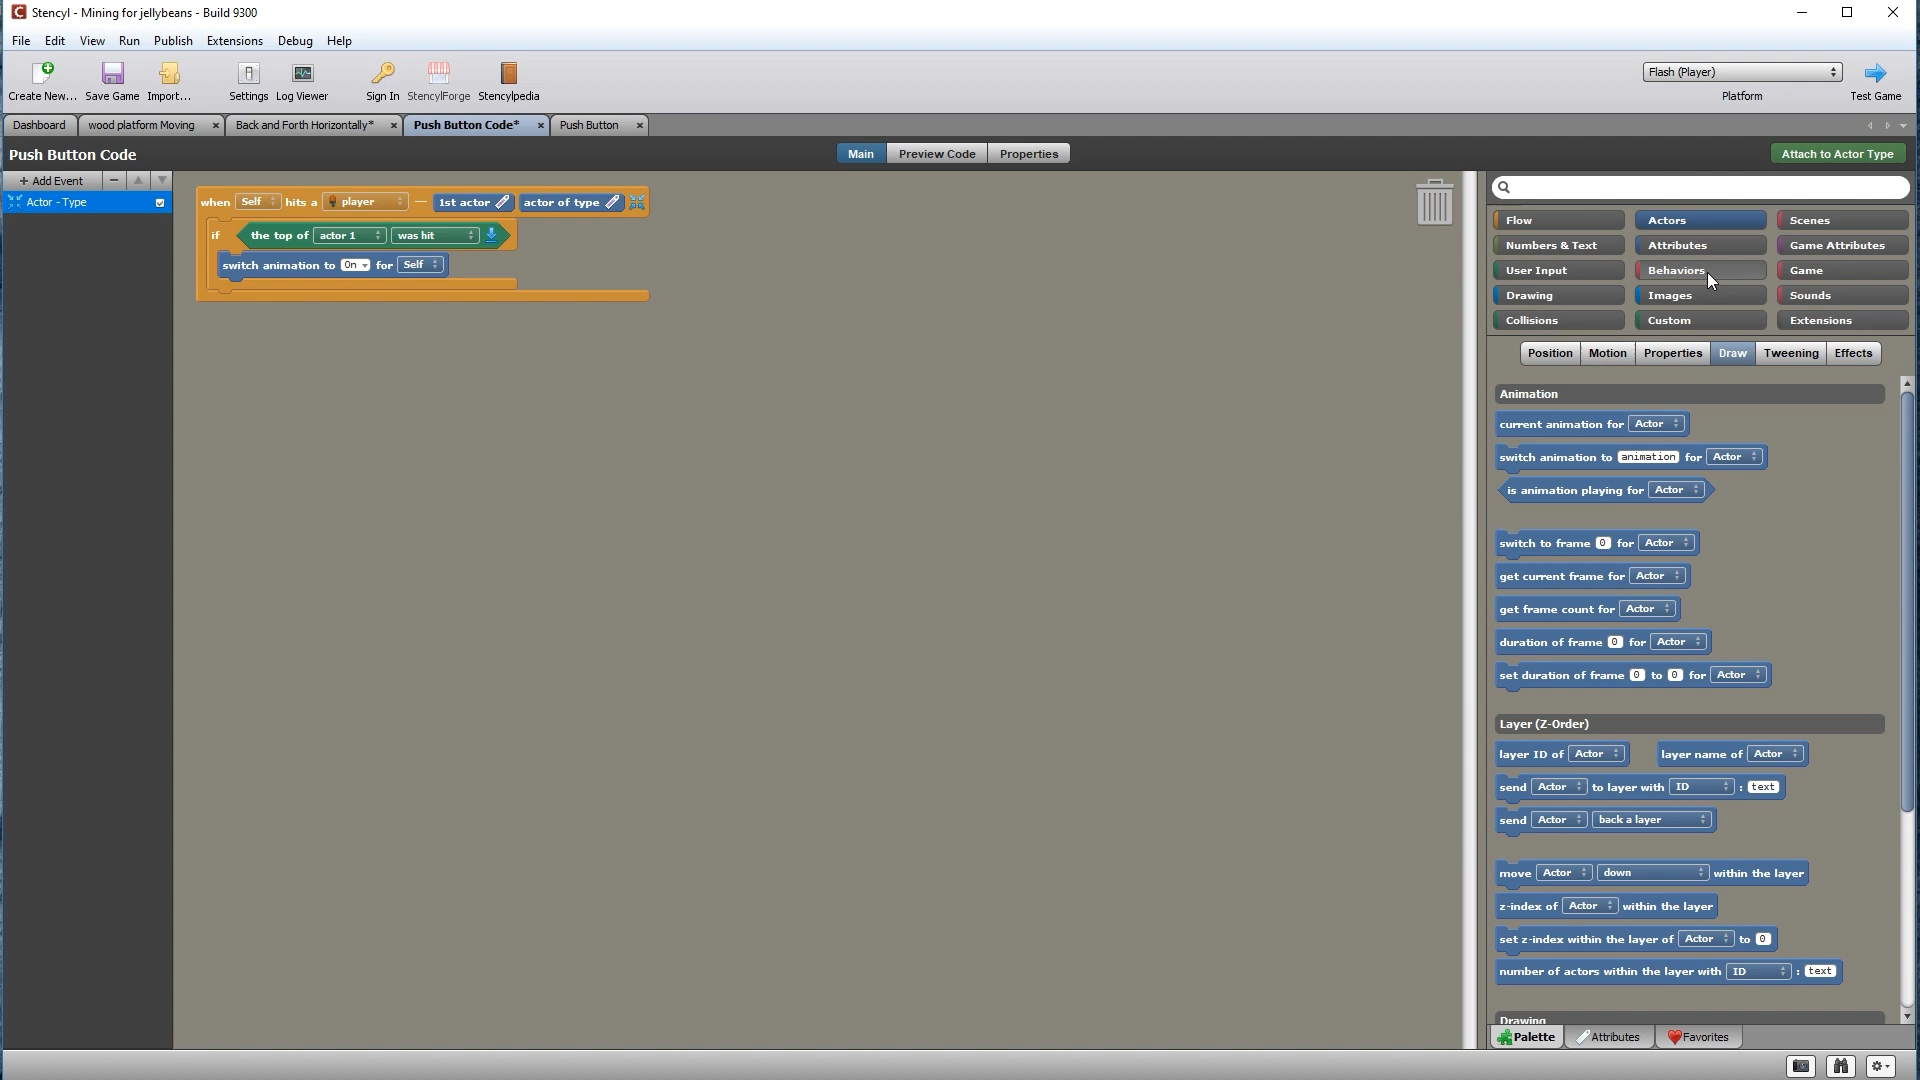 Stencyl - Mining for jellybeans - Build 9300
File Edit View Run Publish Extensions Debug Help
Create New... Save Game Import... Settings Log Viewer Sign In StencylForge Stencylpedia
Flash (Player)
Platform Test Game
Dashboard wood platform Moving Back and Forth Horizontally* Push Button Code* Push Button
Push Button Code Main Preview Code Properties Attach to Actor Type
+ Add Event
Actor - Type
when Self hits a player — 1st actor actor of type
if the top of actor 1 was hit
switch animation to On for Self
Flow Actors Scenes
Numbers & Text Attributes Game Attributes
User Input Behaviors Game
Drawing Images Sounds
Collisions Custom Extensions
Position Motion Properties Draw Tweening Effects
Animation
current animation for Actor
switch animation to animation for Actor
is animation playing for Actor
switch to frame 0 for Actor
get current frame for Actor
get frame count for Actor
duration of frame 0 for Actor
set duration of frame 0 to 0 for Actor
Layer (Z-Order)
layer ID of Actor layer name of Actor
send Actor to layer with ID : text
send Actor back a layer
move Actor down within the layer
z-index of Actor within the layer
set z-index within the layer of Actor to 0
number of actors within the layer with ID : text
Drawing
Palette Attributes Favorites